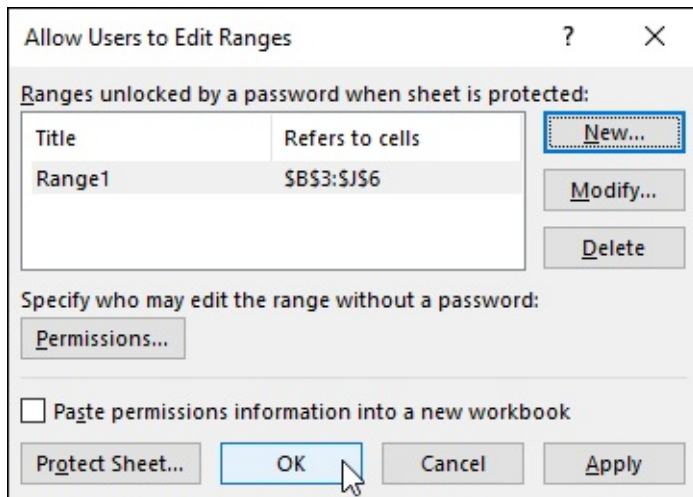 Allow Users to Edit Ranges
Ranges unlocked by a password when sheet is protected:
Title Refers to cells
Range1 $B$3:$J$6
New...
Modify...
Delete
Specify who may edit the range without a password:
Permissions...
Paste permissions information into a new workbook
Protect Sheet... OK Cancel Apply